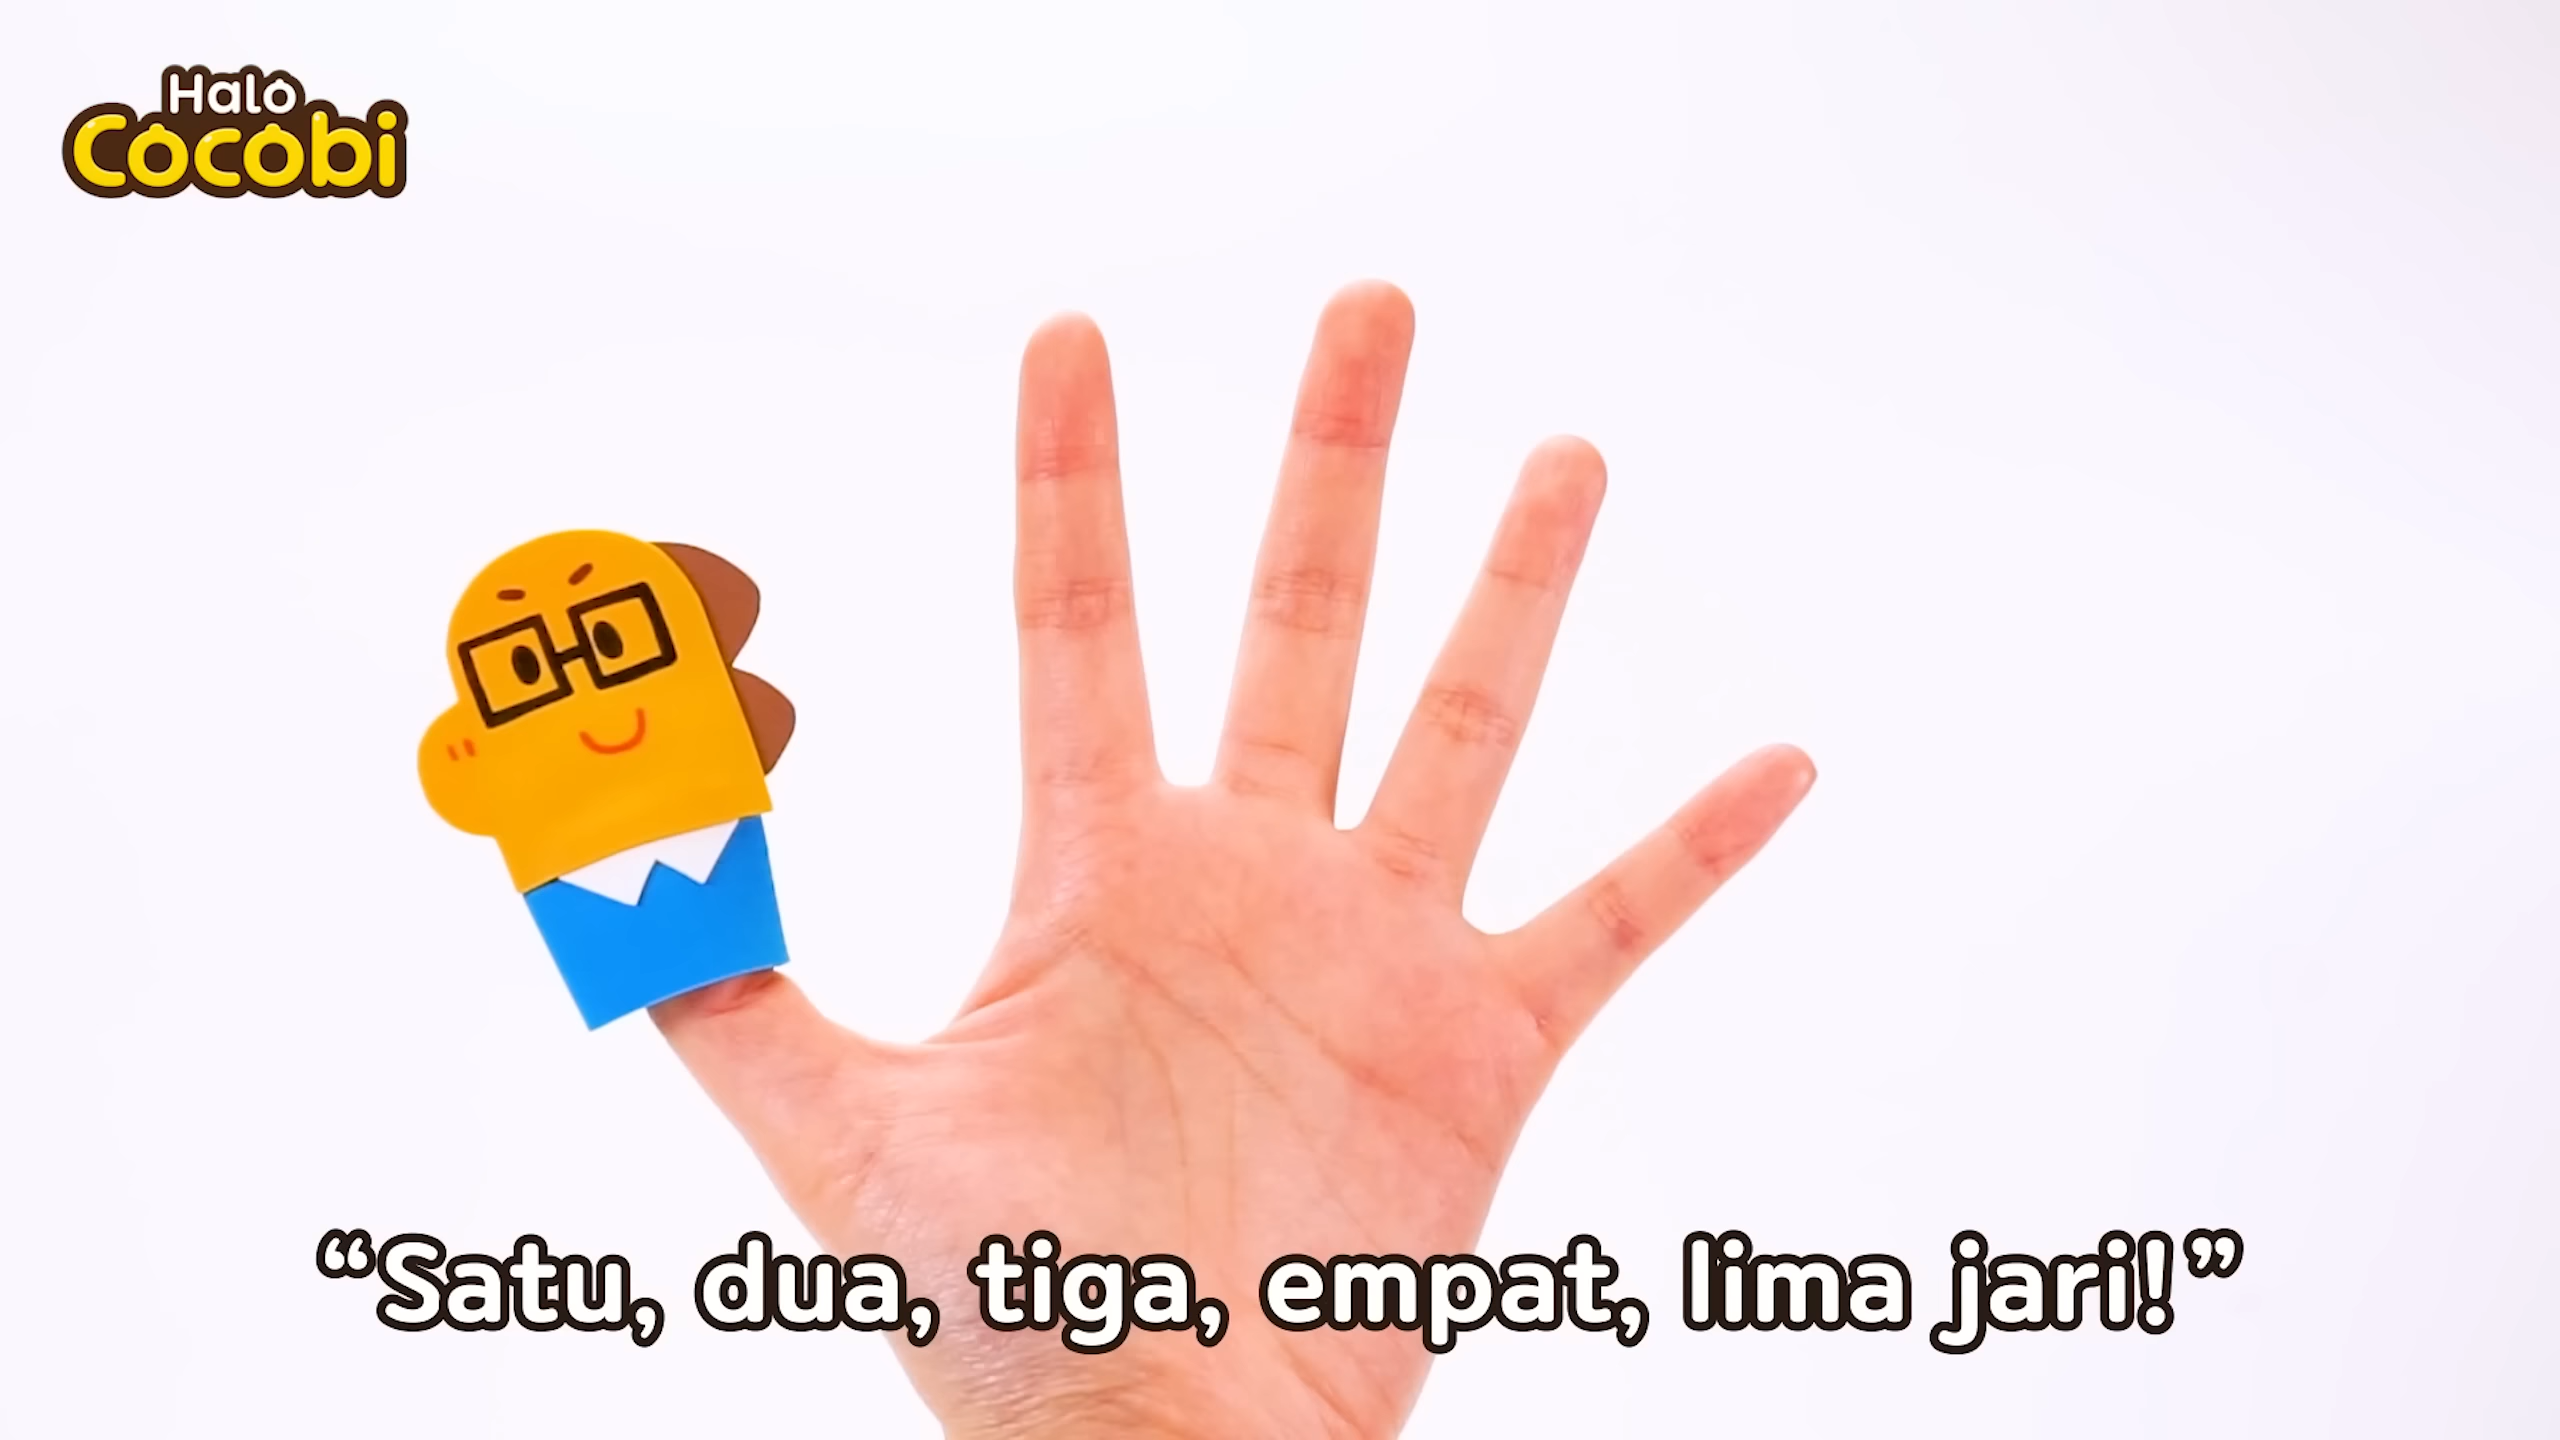 Halo
Cocobi
“Satu, dua, tiga, empat, lima jari!”